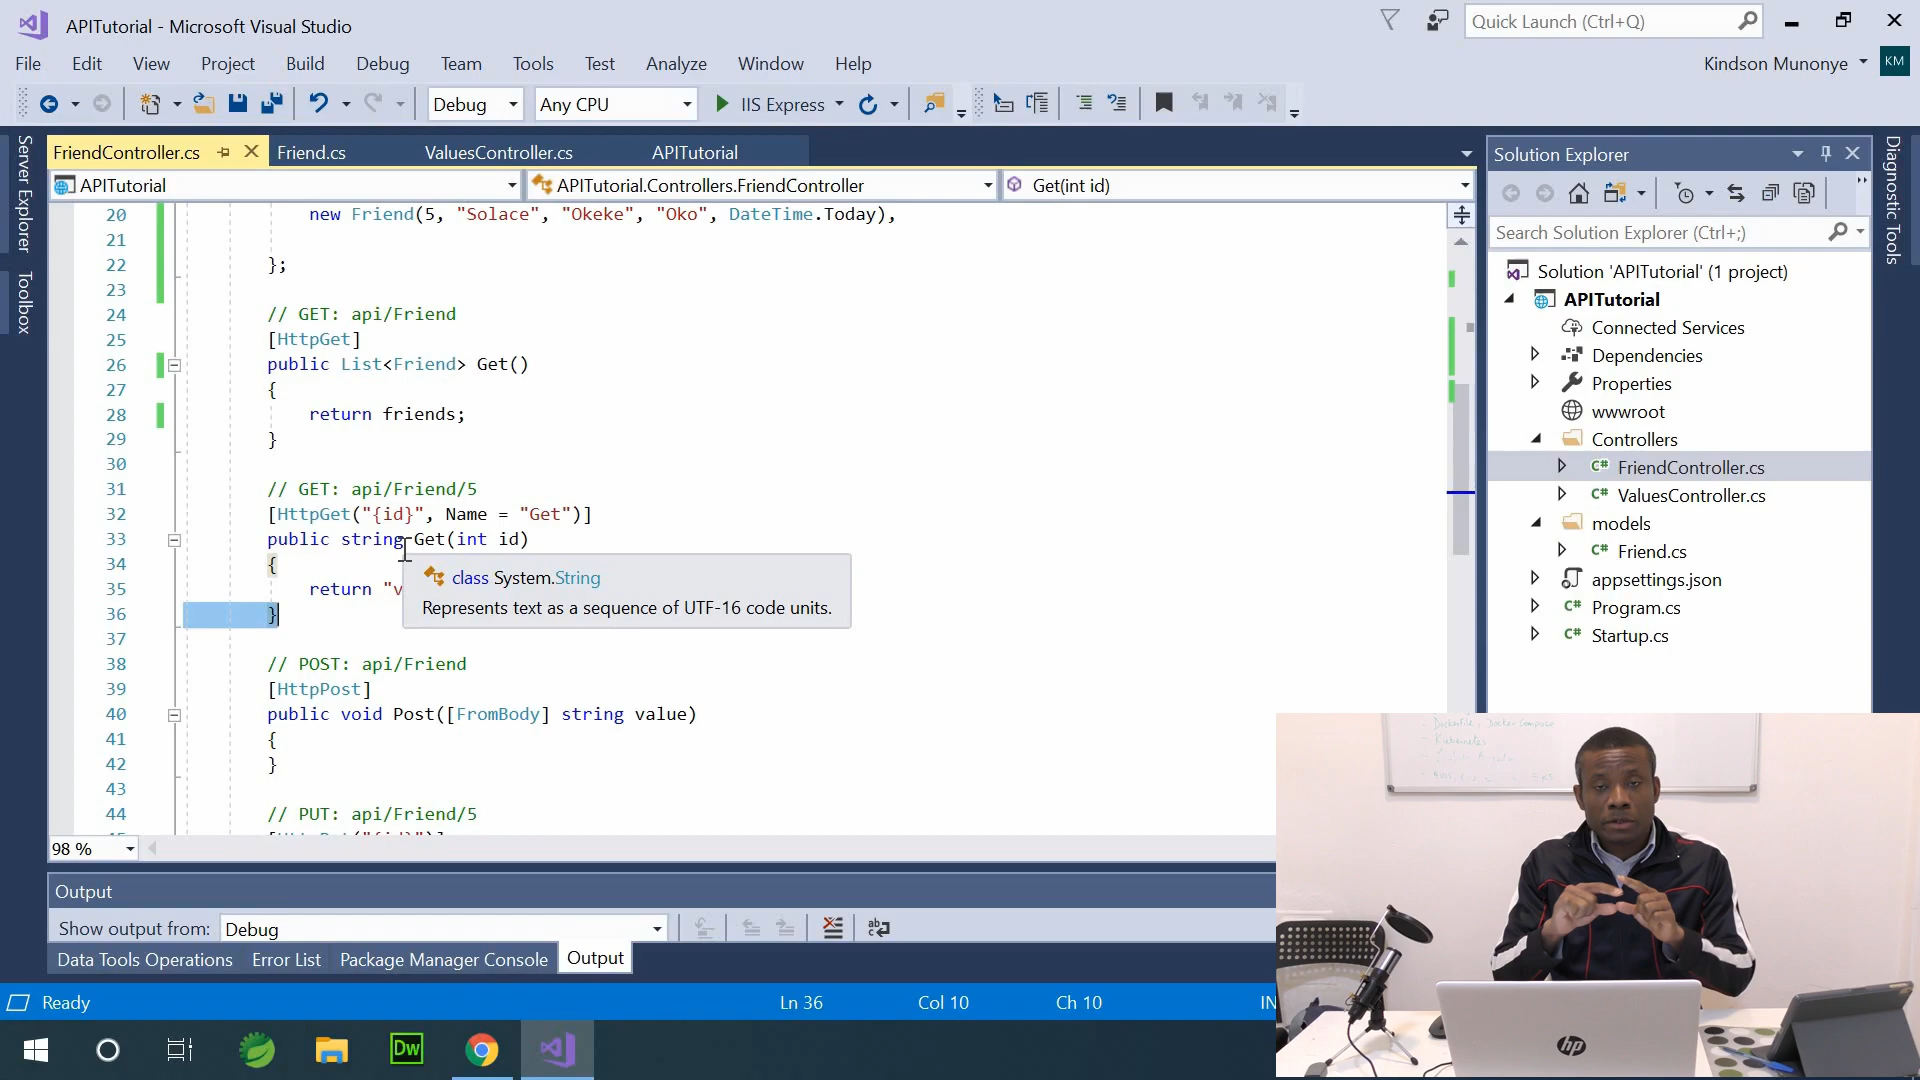 APITutorial - Microsoft Visual Studio
Quick Launch (Ctrl+Q)
File Edit View Project Build Debug Team Tools Test Analyze Window Help
Kindson Munonye KM
Debug Any CPU IIS Express
Server Explorer
Toolbox
FriendController.cs Friend.cs ValuesController.cs APITutorial
APITutorial APITutorial.Controllers.FriendController Get(int id)
20 new Friend(5, "Solace", "Okeke", "Oko", DateTime.Today),
21
22 };
23
24 // GET: api/Friend
25 [HttpGet]
26 public List<Friend> Get()
27 {
28 return friends;
29 }
30
31 // GET: api/Friend/5
32 [HttpGet("{id}", Name = "Get")]
33 public string Get(int id)
34 {
35 return "v
36 }
37
38 // POST: api/Friend
39 [HttpPost]
40 public void Post([FromBody] string value)
41 {
42 }
43
44 // PUT: api/Friend/5
class System.String
Represents text as a sequence of UTF-16 code units.
98 %
Output
Show output from: Debug
Data Tools Operations Error List Package Manager Console Output
Ready Ln 36 Col 10 Ch 10 IN
Solution Explorer
Search Solution Explorer (Ctrl+;)
Solution 'APITutorial' (1 project)
APITutorial
Connected Services
Dependencies
Properties
wwwroot
Controllers
C# FriendController.cs
C# ValuesController.cs
models
C# Friend.cs
appsettings.json
C# Program.cs
C# Startup.cs
Diagnostic Tools
Dw
- Dockerfile, Docker Compose
- Kubernetes
hp